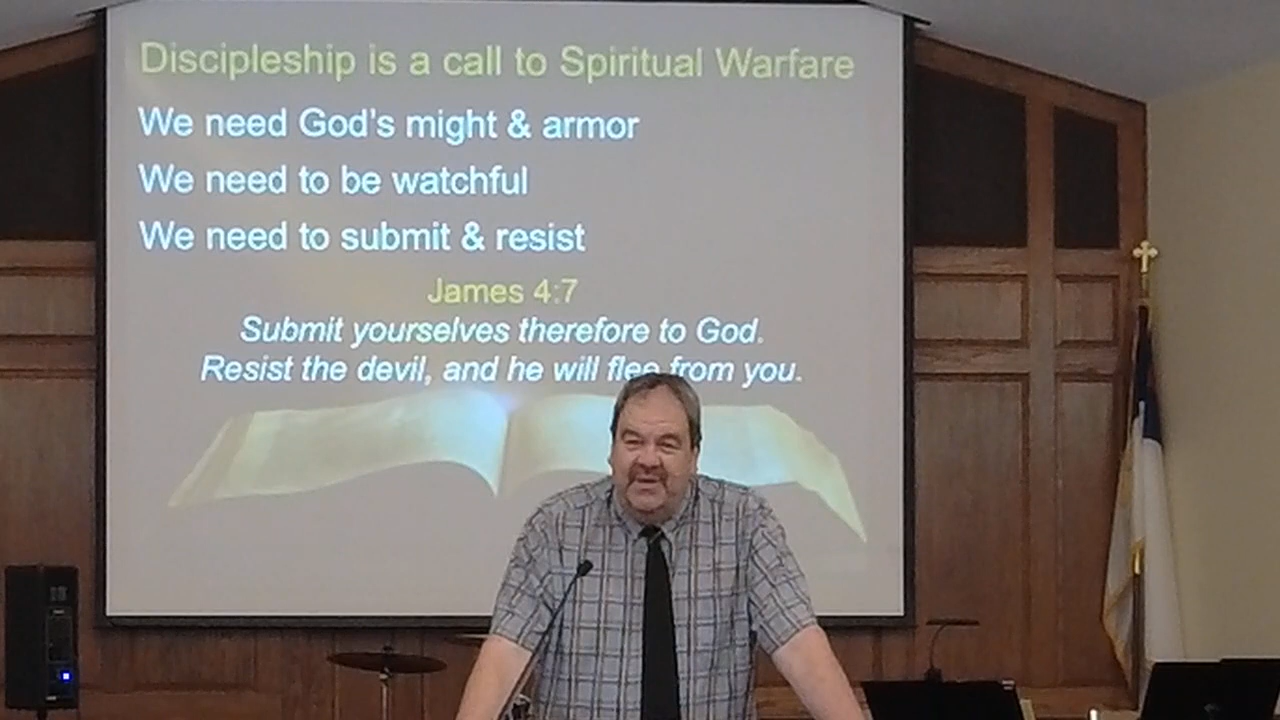 Discipleship is a call to Spiritual Warfare
We need God's might & armor
We need to be watchful
We need to submit & resist
James 4:7
Submit yourselves therefore to God.
Resist the devil, and he will flee from you.